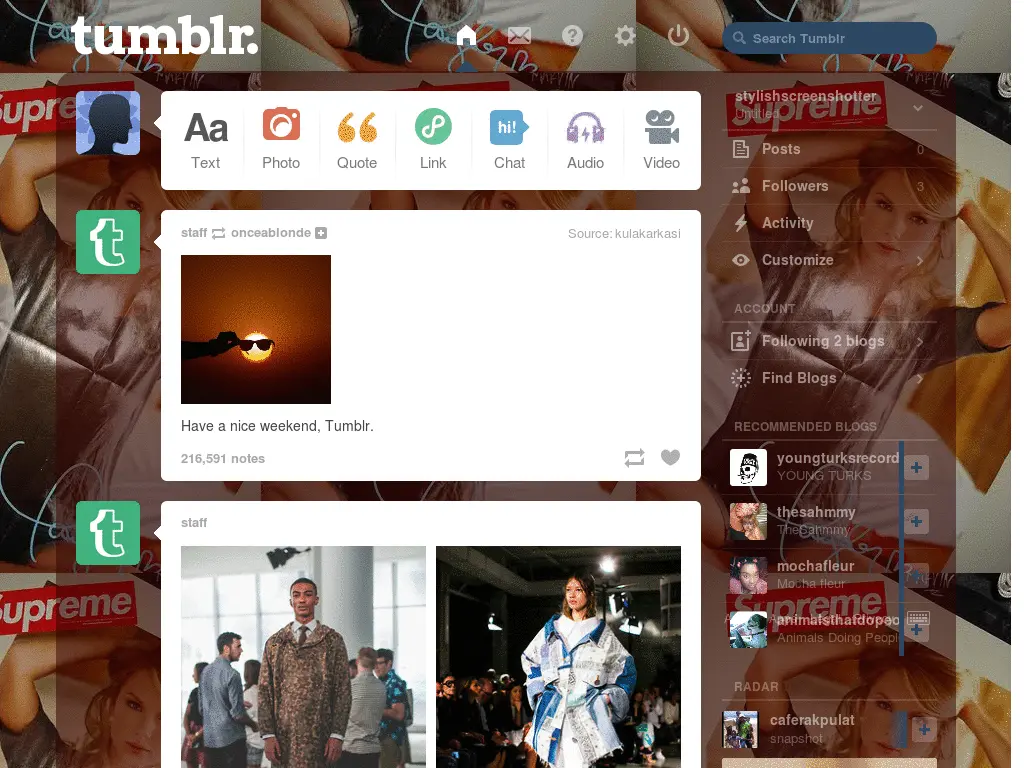 tumblr.
Search Tumblr
Aa
Text
Photo
Quote
Link
hi!
Chat
Audio
Video
staff onceablonde
Source: kulakarkasi
Have a nice weekend, Tumblr.
216,591 notes
staff
stylishscreenshotter
Untitled
Posts 0
Followers 3
Activity
Customize
ACCOUNT
Following 2 blogs
Find Blogs
RECOMMENDED BLOGS
youngturksrecord
YOUNG TURKS
thesahmmy
TheSahmmy
mochafleur
Mocha fleur
animalsthatdopeo
Animals Doing Peopl
RADAR
caferakpulat
snapshot
Supreme
Supreme
Supreme
Supreme